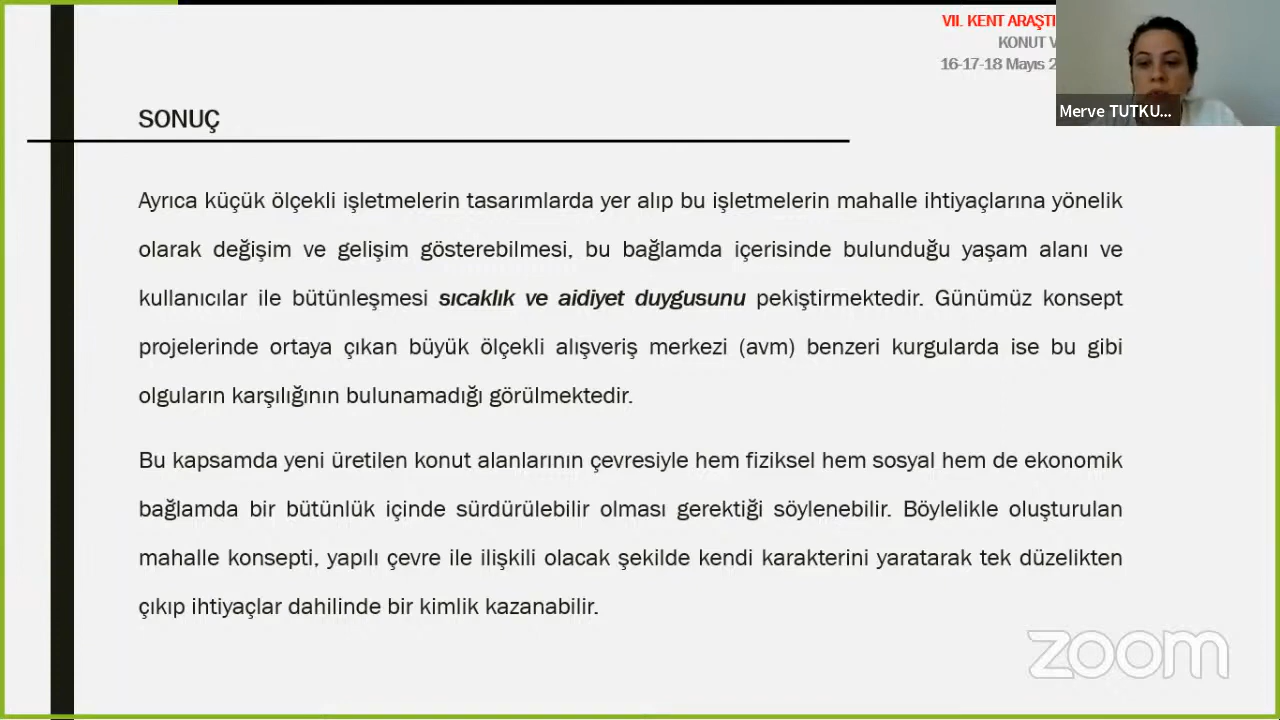 VII. KENT ARAŞTI
KONUT V
16-17-18 Mayıs 2
Merve TUTKU...
SONUÇ
Ayrıca küçük ölçekli işletmelerin tasarımlarda yer alıp bu işletmelerin mahalle ihtiyaçlarına yönelik
olarak değişim ve gelişim gösterebilmesi, bu bağlamda içerisinde bulunduğu yaşam alanı ve
kullanıcılar ile bütünleşmesi sıcaklık ve aidiyet duygusunu pekiştirmektedir. Günümüz konsept
projelerinde ortaya çıkan büyük ölçekli alışveriş merkezi (avm) benzeri kurgularda ise bu gibi
olguların karşılığının bulunamadığı görülmektedir.
Bu kapsamda yeni üretilen konut alanlarının çevresiyle hem fiziksel hem sosyal hem de ekonomik
bağlamda bir bütünlük içinde sürdürülebilir olması gerektiği söylenebilir. Böylelikle oluşturulan
mahalle konsepti, yapılı çevre ile ilişkili olacak şekilde kendi karakterini yaratarak tek düzelikten
çıkıp ihtiyaçlar dahilinde bir kimlik kazanabilir.
zoom